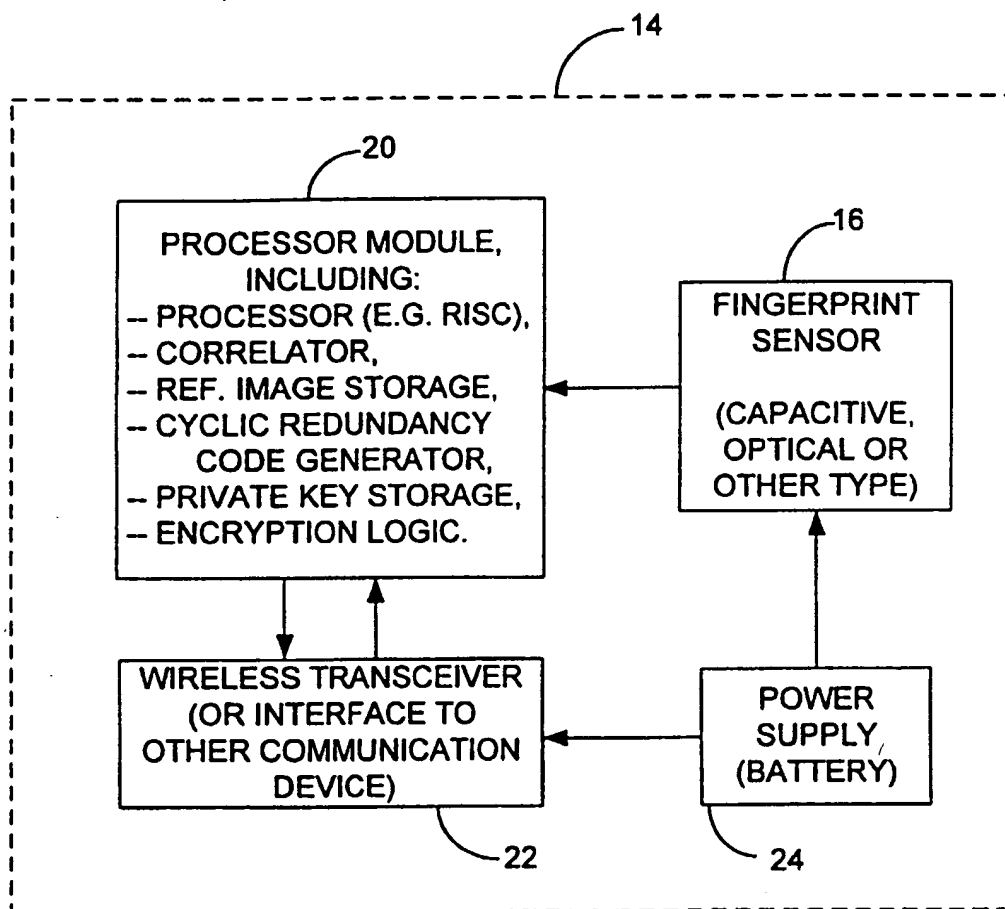 14
20
PROCESSOR MODULE,
INCLUDING:
-- PROCESSOR (E.G. RISC),
-- CORRELATOR,
-- REF. IMAGE STORAGE,
-- CYCLIC REDUNDANCY
CODE GENERATOR,
-- PRIVATE KEY STORAGE,
-- ENCRYPTION LOGIC.
16
FINGERPRINT
SENSOR
(CAPACITIVE,
OPTICAL OR
OTHER TYPE)
WIRELESS TRANSCEIVER
(OR INTERFACE TO
OTHER COMMUNICATION
DEVICE)
22
POWER
SUPPLY
(BATTERY)
24